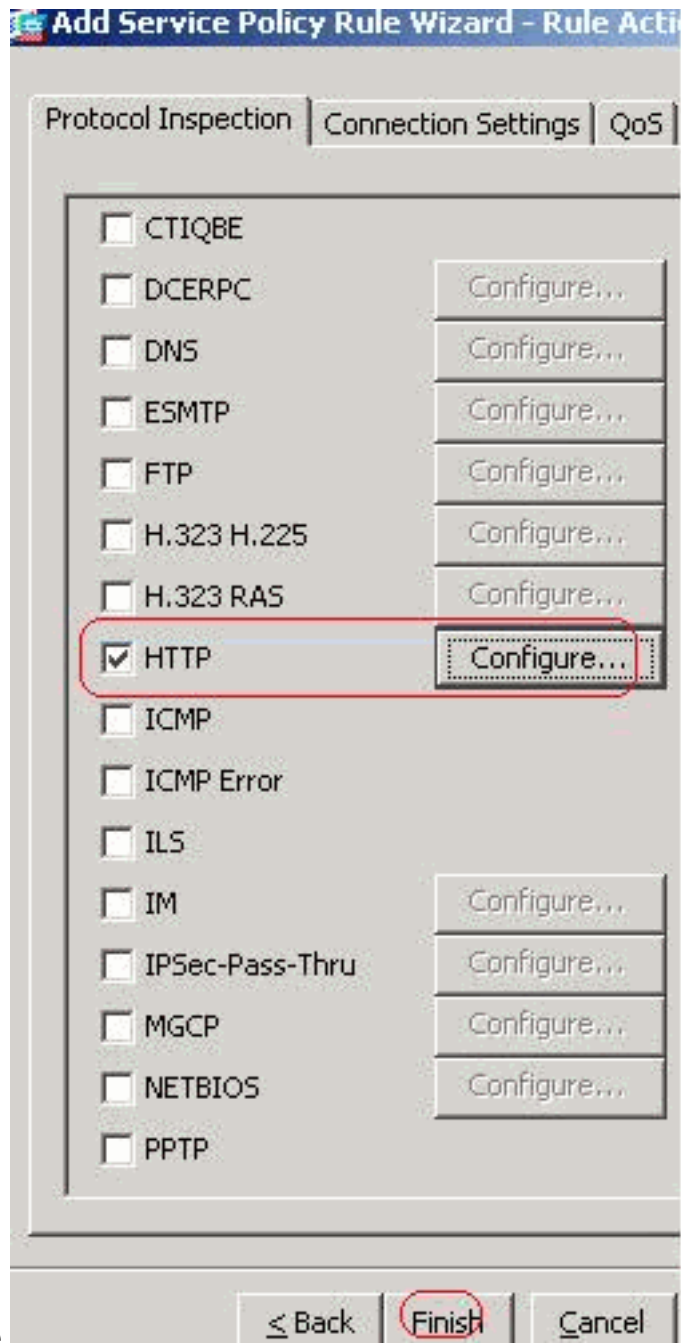 Add Service Policy Rule Wizard - Rule Acti
Protocol Inspection Connection Settings QoS
CTIQBE
DCERPC Configure...
DNS Configure...
ESMTP Configure...
FTP Configure...
H.323 H.225 Configure...
H.323 RAS Configure...
HTTP Configure...
ICMP
ICMP Error
ILS
IM Configure...
IPSec-Pass-Thru Configure...
MGCP Configure...
NETBIOS Configure...
PPTP
< Back Finish Cancel